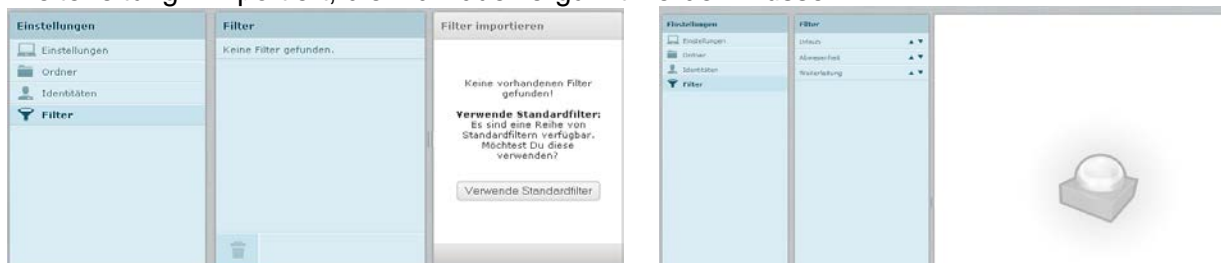 Einstellungen
Einstellungen
Ordner
Identitäten
Filter
Filter
Keine Filter gefunden.
Filter importieren
Keine vorhandenen Filter
gefunden!
Verwende Standardfilter:
Es sind eine Reihe von
Standardfiltern verfügbar.
Möchtest Du diese
verwenden?
Verwende Standardfilter
Einstellungen
Einstellungen
Ordner
Identitäten
Filter
Filter
Urlaub
Abwesenheit
Weiterleitung